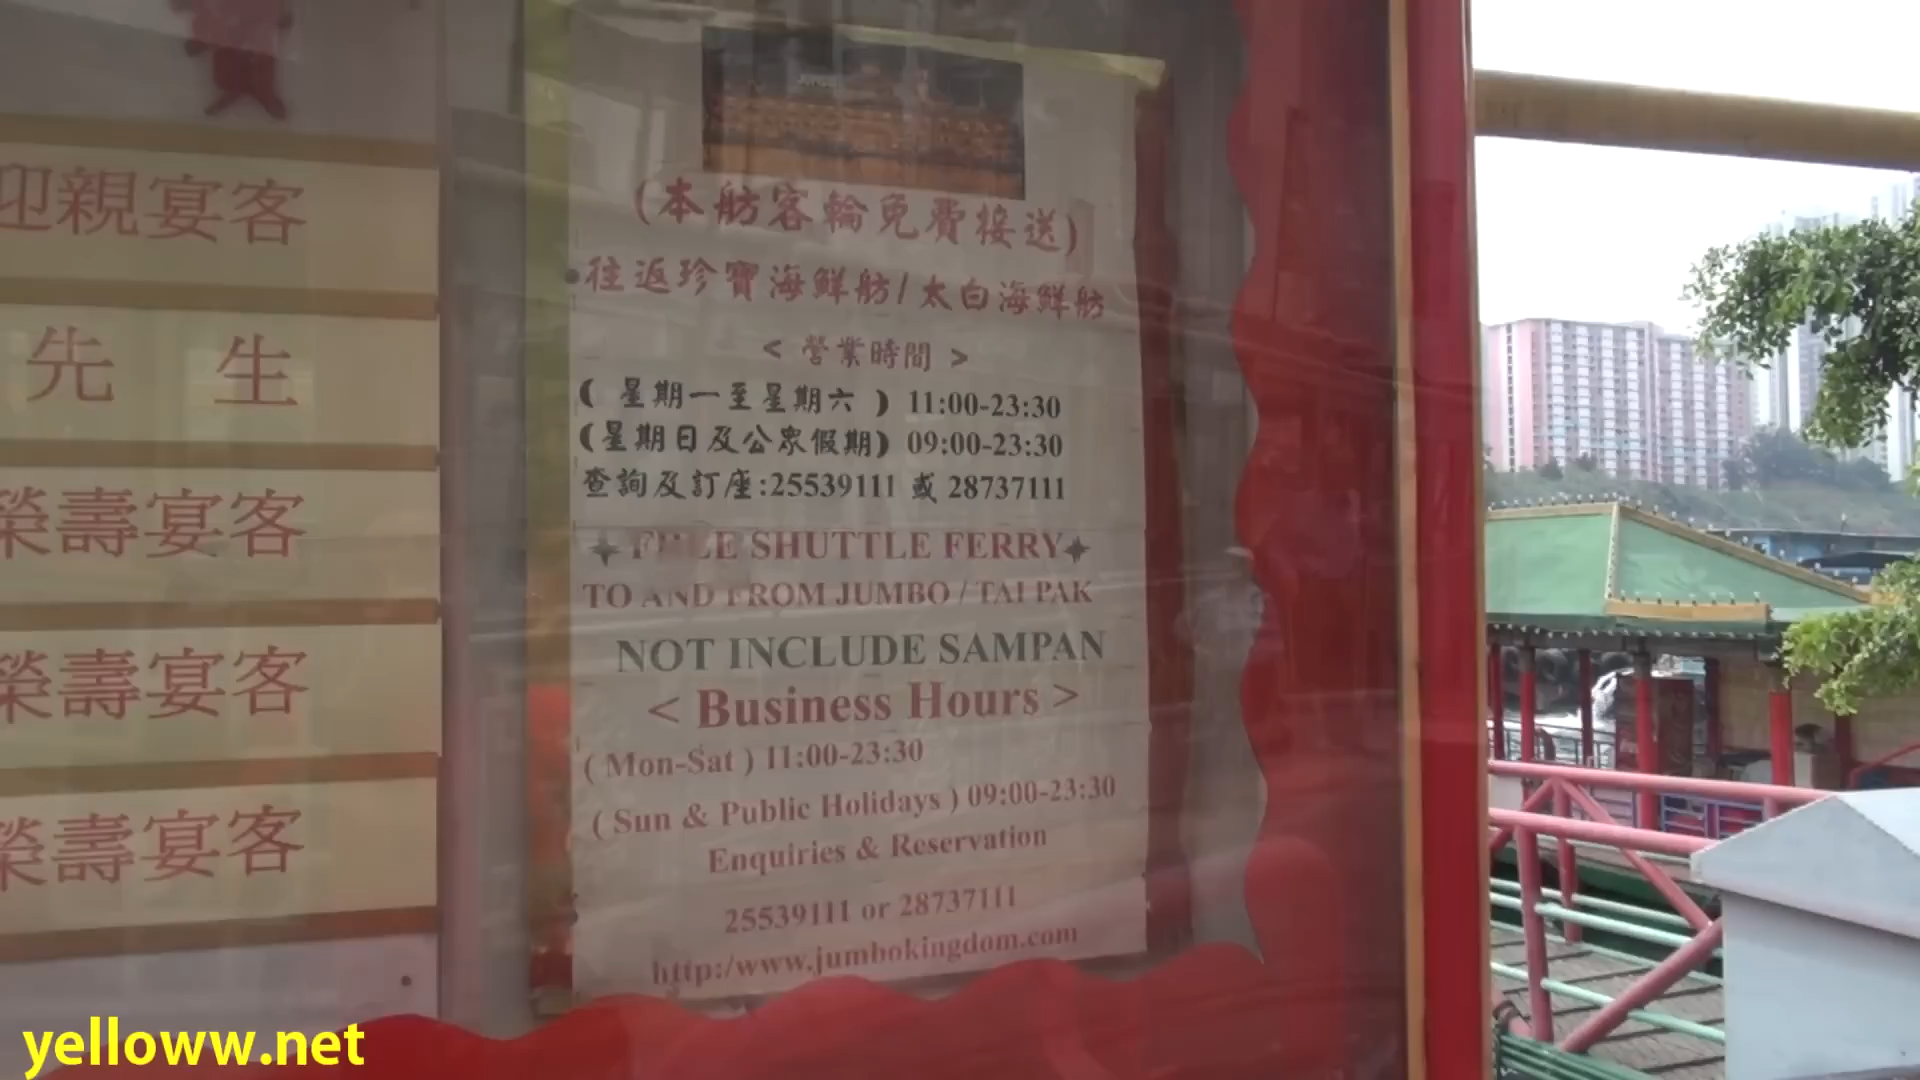 迎親宴客
先 生
榮壽宴客
榮壽宴客
榮壽宴客
(本舫客輪免費接送)
往返珍寶海鮮舫/太白海鮮舫
< 營業時間 >
( 星期一至星期六 ) 11:00-23:30
(星期日及公眾假期) 09:00-23:30
查詢及訂座:25539111 或 28737111
SHUTTLE FERRY
TO AND FROM JUMBO / TAI PAK
NOT INCLUDE SAMPAN
< Business Hours >
( Mon-Sat ) 11:00-23:30
( Sun & Public Holidays ) 09:00-23:30
Enquiries & Reservation
25539111 or 28737111
http:/www.jumbokingdom.com
yelloww.net